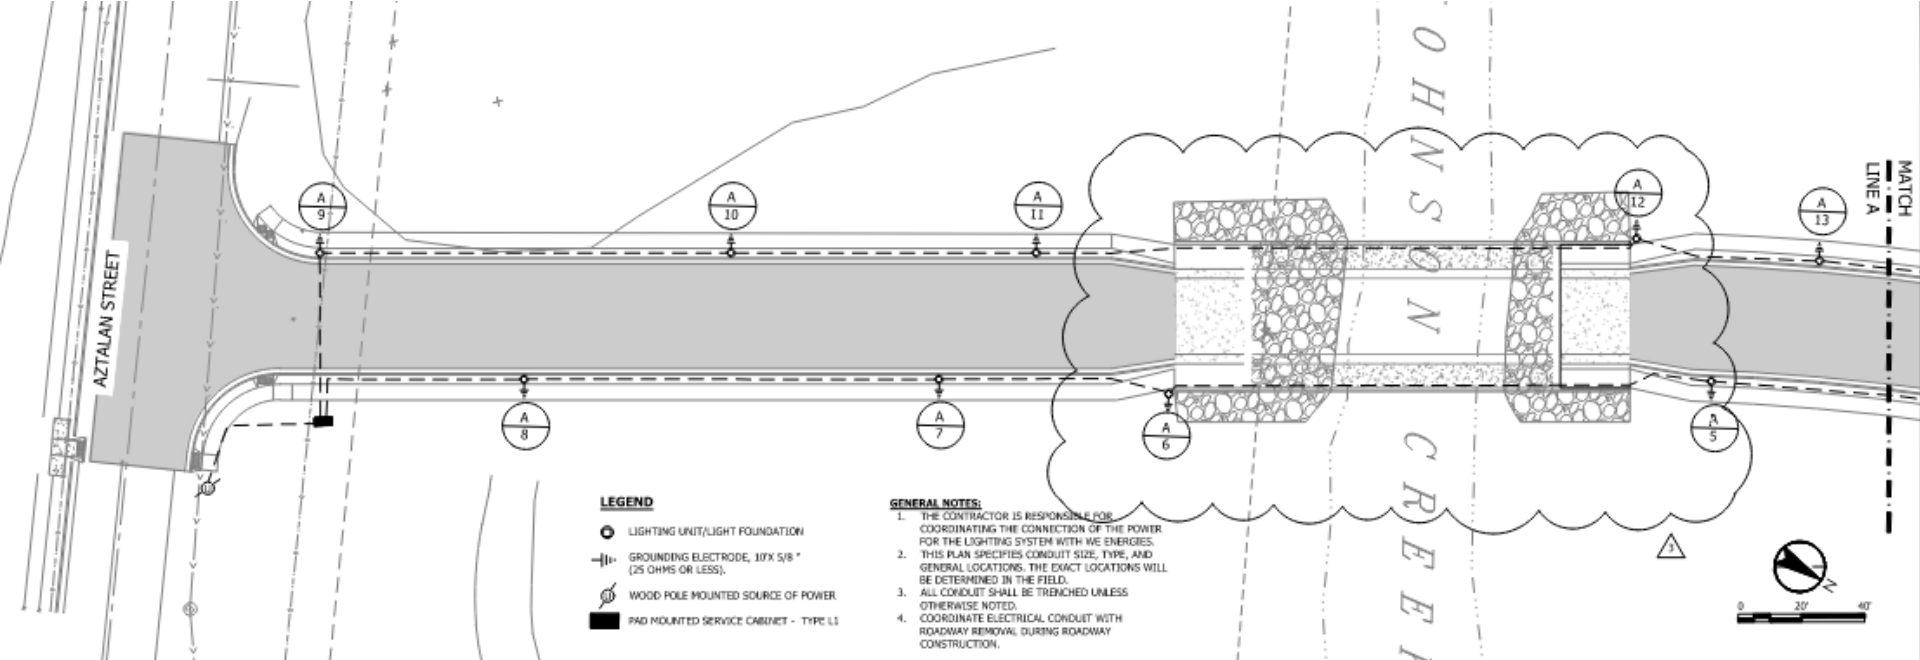 OHNSON CREE
A
9
A
10
A
11
A
12
A
13
MATCH
LINE A
AZTALAN STREET
A
8
A
7
A
6
A
5
LEGEND
LIGHTING UNIT/LIGHT FOUNDATION
GROUNDING ELECTRODE, 10'X 5/8 "
(25 OHMS OR LESS).
WOOD POLE MOUNTED SOURCE OF POWER
PAD MOUNTED SERVICE CABINET - TYPE L1
GENERAL NOTES:
1. THE CONTRACTOR IS RESPONSIBLE FOR
COORDINATING THE CONNECTION OF THE POWER
FOR THE LIGHTING SYSTEM WITH WE ENERGIES.
2. THIS PLAN SPECIFIES CONDUIT SIZE, TYPE, AND
GENERAL LOCATIONS. THE EXACT LOCATIONS WILL
BE DETERMINED IN THE FIELD.
3. ALL CONDUIT SHALL BE TRENCHED UNLESS
OTHERWISE NOTED.
4. COORDINATE ELECTRICAL CONDUIT WITH
ROADWAY REMOVAL DURING ROADWAY
CONSTRUCTION.
3
N
0 20' 40'